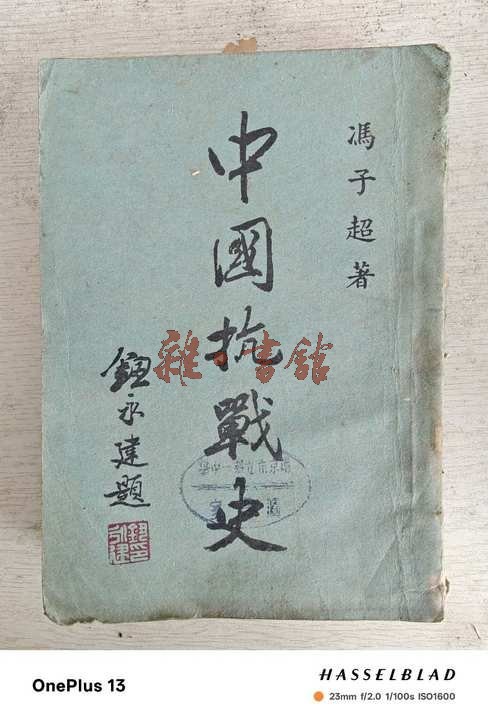 馮子超著
中國抗戰史
鈕永建題
雜書館
OnePlus 13
HASSELBLAD
23mm f/2.0 1/100s ISO1600